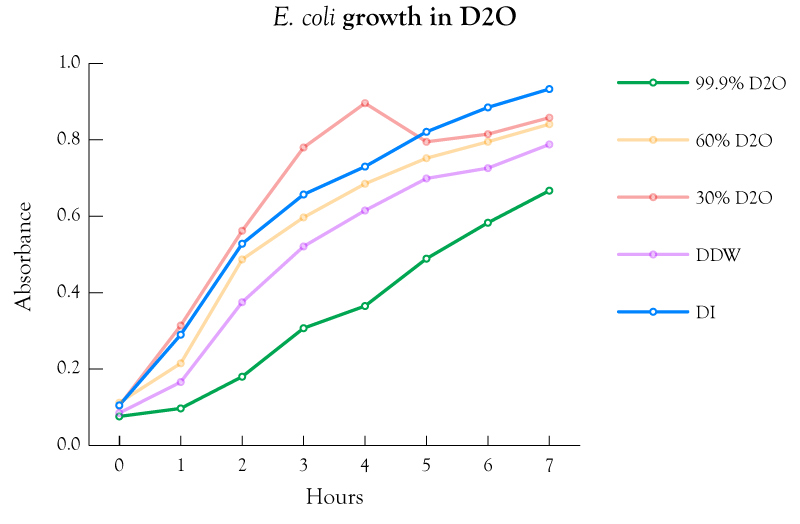 E. coli growth in D2O
1.0
0.8
0.6
0.4
0.2
0.0
Absorbance
0 1 2 3 4 5 6 7
Hours
99.9% D2O
60% D2O
30% D2O
DDW
DI